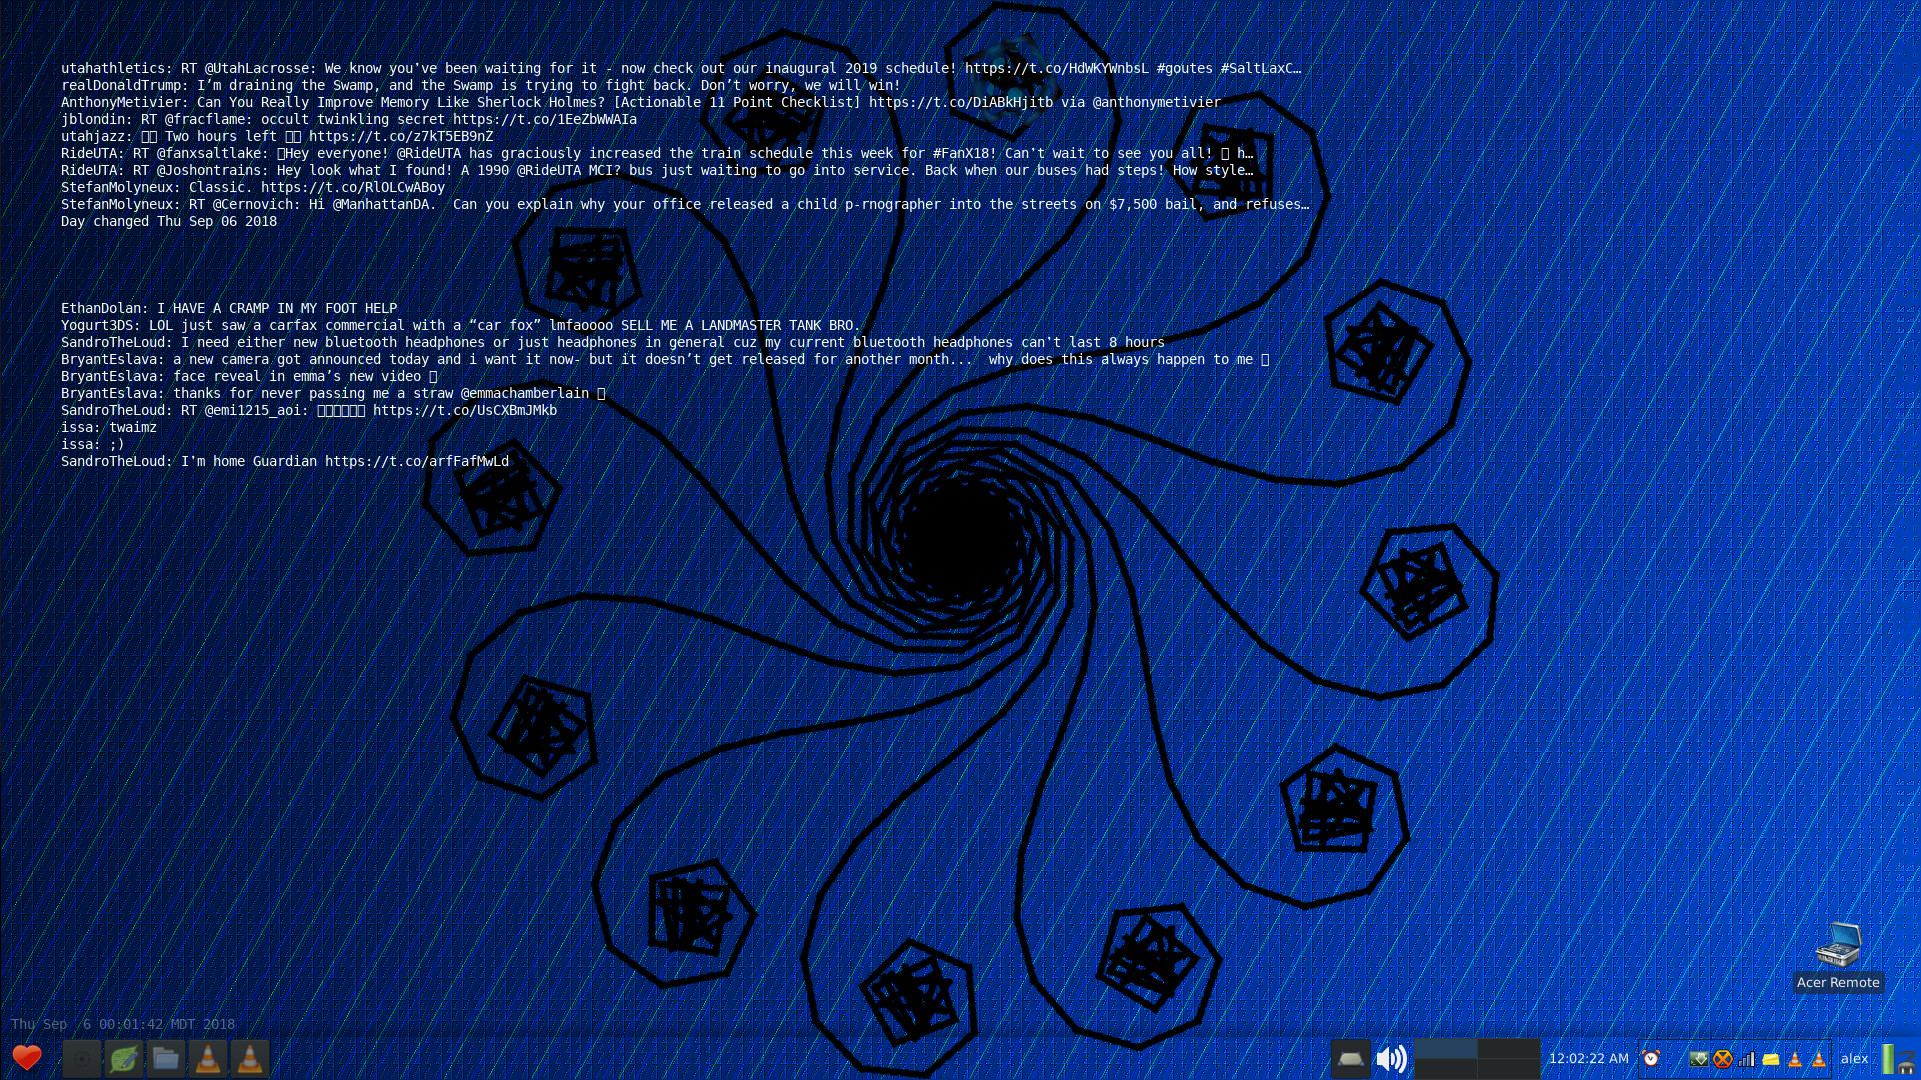 utahathletics: RT @UtahLacrosse: We know you've been waiting for it - now check out our inaugural 2019 schedule! https://t.co/HdWKYWnbsL #goutes #SaltLaxC…
realDonaldTrump: I’m draining the Swamp, and the Swamp is trying to fight back. Don’t worry, we will win!
AnthonyMetivier: Can You Really Improve Memory Like Sherlock Holmes? [Actionable 11 Point Checklist] https://t.co/DiABkHjitb via @anthonymetivier
jblondin: RT @fracflame: occult twinkling secret https://t.co/1EeZbWWAIa
utahjazz: Two hours left https://t.co/z7kT5EB9nZ
RideUTA: RT @fanxsaltlake: Hey everyone! @RideUTA has graciously increased the train schedule this week for #FanX18! Can't wait to see you all! h…
RideUTA: RT @Joshontrains: Hey look what I found! A 1990 @RideUTA MCI? bus just waiting to go into service. Back when our buses had steps! How style…
StefanMolyneux: Classic. https://t.co/RlOLCwABoy
StefanMolyneux: RT @Cernovich: Hi @ManhattanDA.  Can you explain why your office released a child p-rnographer into the streets on $7,500 bail, and refuses…
Day changed Thu Sep 06 2018
EthanDolan: I HAVE A CRAMP IN MY FOOT HELP
Yogurt3DS: LOL just saw a carfax commercial with a “car fox” lmfaoooo SELL ME A LANDMASTER TANK BRO.
SandroTheLoud: I need either new bluetooth headphones or just headphones in general cuz my current bluetooth headphones can't last 8 hours
BryantEslava: a new camera got announced today and i want it now- but it doesn’t get released for another month...  why does this always happen to me
BryantEslava: face reveal in emma’s new video
BryantEslava: thanks for never passing me a straw @emmachamberlain
SandroTheLoud: RT @emi1215_aoi: https://t.co/UsCXBmJMkb
issa: twaimz
issa: ;)
SandroTheLoud: I'm home Guardian https://t.co/arfFafMwLd
Acer Remote
Thu Sep  6 00:01:42 MDT 2018
12:02:22 AM
alex